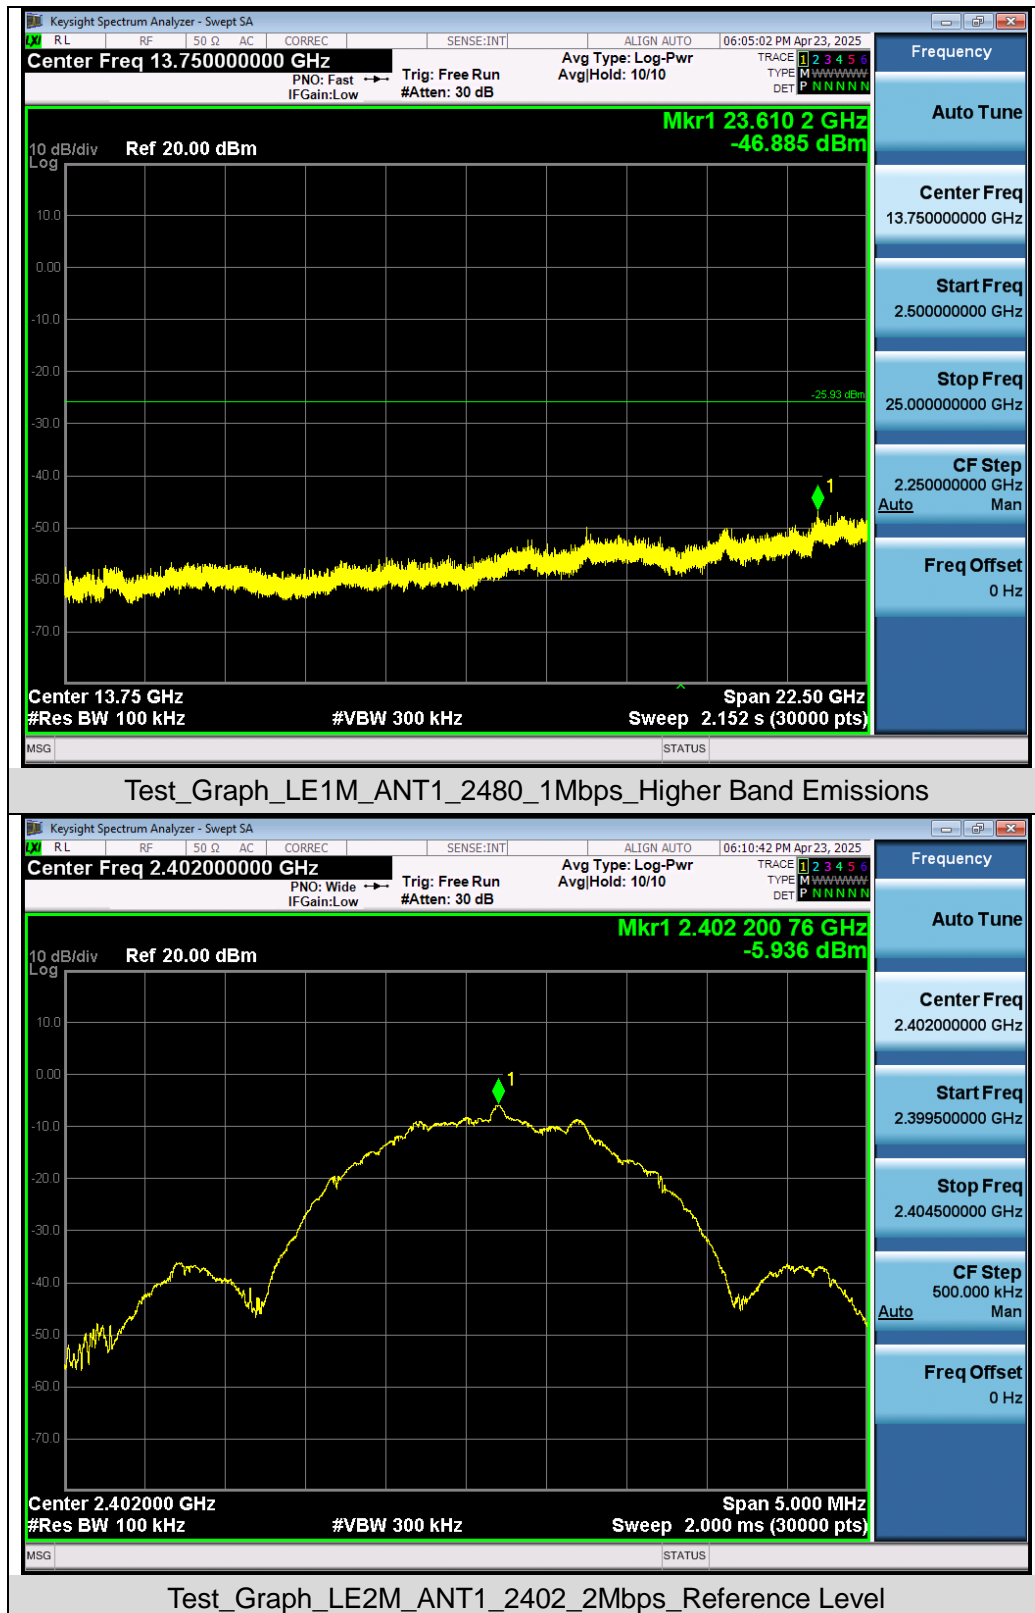 Keysight Spectrum Analyzer - Swept SA
LXI RL RF 50 Ω AC CORREC SENSE:INT ALIGN AUTO 06:05:02 PM Apr 23, 2025
Center Freq 13.750000000 GHz
PNO: Fast
IFGain:Low
Trig: Free Run
#Atten: 30 dB
Avg Type: Log-Pwr
Avg|Hold: 10/10
TRACE 1 2 3 4 5 6
TYPE M WWWWW
DET P N N N N N
Mkr1 23.610 2 GHz
-46.885 dBm
10 dB/div Ref 20.00 dBm
Log
10.0
0.00
-10.0
-20.0
-25.93 dBm
-30.0
-40.0
1
-50.0
-60.0
-70.0
Center 13.75 GHz Span 22.50 GHz
#Res BW 100 kHz #VBW 300 kHz Sweep 2.152 s (30000 pts)
MSG STATUS
Frequency
Auto Tune
Center Freq
13.750000000 GHz
Start Freq
2.500000000 GHz
Stop Freq
25.000000000 GHz
CF Step
2.250000000 GHz
Auto Man
Freq Offset
0 Hz
Test_Graph_LE1M_ANT1_2480_1Mbps_Higher Band Emissions
Keysight Spectrum Analyzer - Swept SA
LXI RL RF 50 Ω AC CORREC SENSE:INT ALIGN AUTO 06:10:42 PM Apr 23, 2025
Center Freq 2.402000000 GHz
PNO: Wide
IFGain:Low
Trig: Free Run
#Atten: 30 dB
Avg Type: Log-Pwr
Avg|Hold: 10/10
TRACE 1 2 3 4 5 6
TYPE M WWWWW
DET P N N N N N
Mkr1 2.402 200 76 GHz
-5.936 dBm
10 dB/div Ref 20.00 dBm
Log
10.0
0.00
1
-10.0
-20.0
-30.0
-40.0
-50.0
-60.0
-70.0
Center 2.402000 GHz Span 5.000 MHz
#Res BW 100 kHz #VBW 300 kHz Sweep 2.000 ms (30000 pts)
MSG STATUS
Frequency
Auto Tune
Center Freq
2.402000000 GHz
Start Freq
2.399500000 GHz
Stop Freq
2.404500000 GHz
CF Step
500.000 kHz
Auto Man
Freq Offset
0 Hz
Test_Graph_LE2M_ANT1_2402_2Mbps_Reference Level